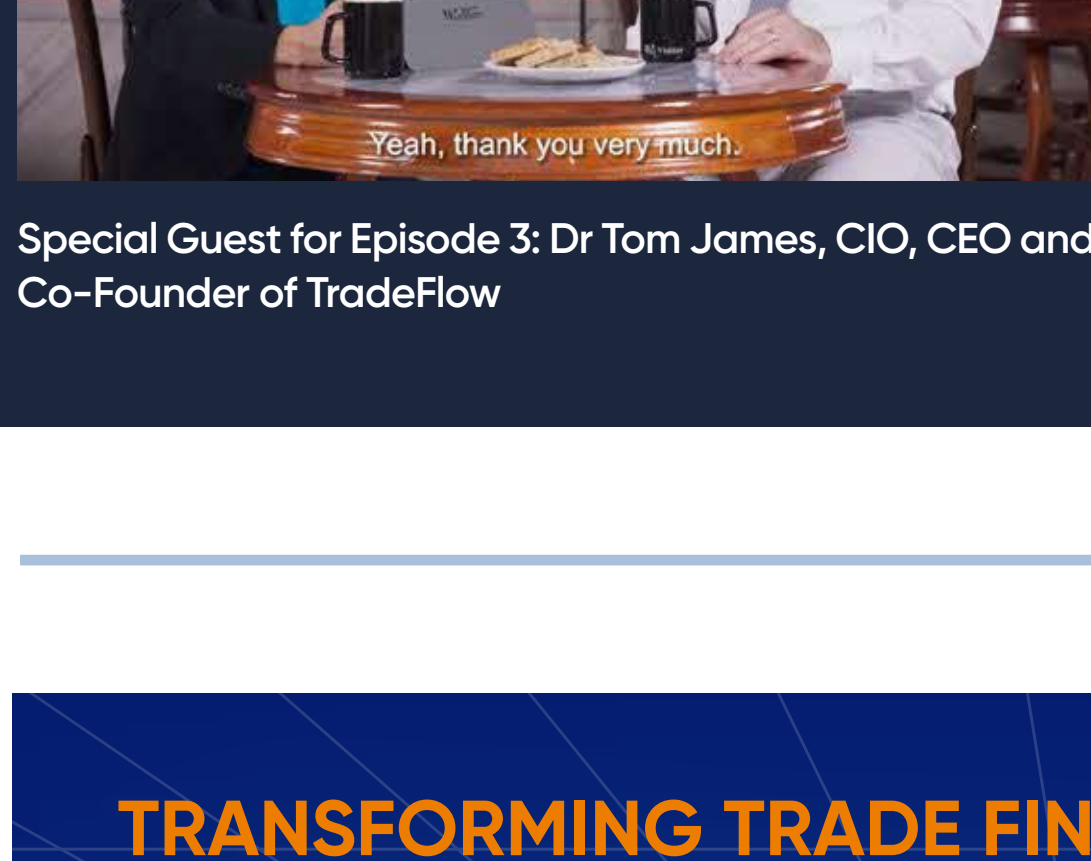 Yeah, thank you very much.
Special Guest for Episode 3: Dr Tom James, CIO, CEO and
Co-Founder of TradeFlow
TRANSFORMING TRADE FIN